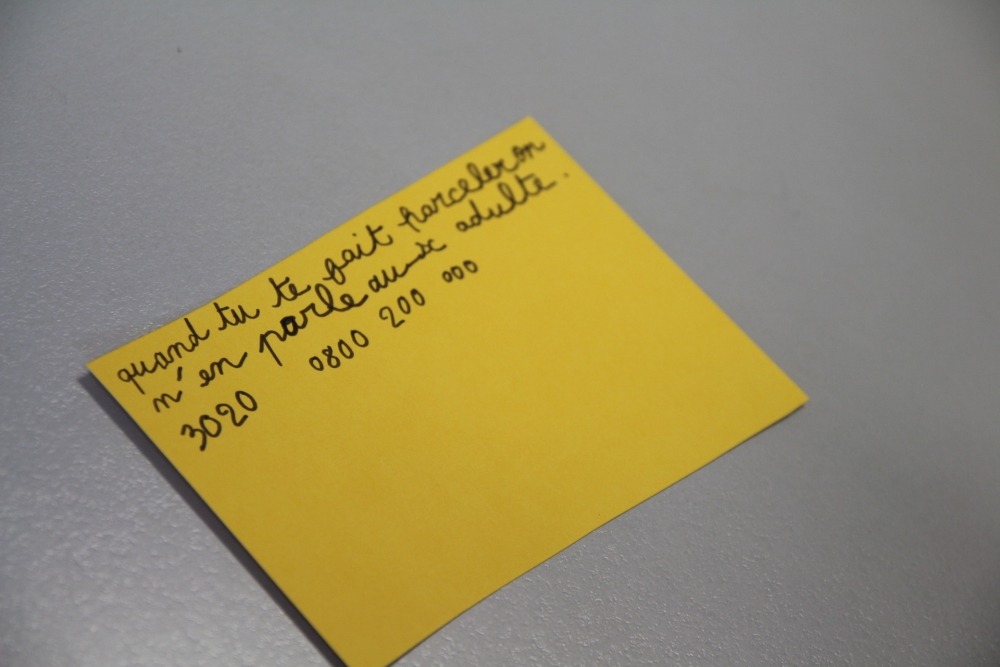 quand tu te fait harceler on
n'en parle aux adulte.
3020 0800 200 000